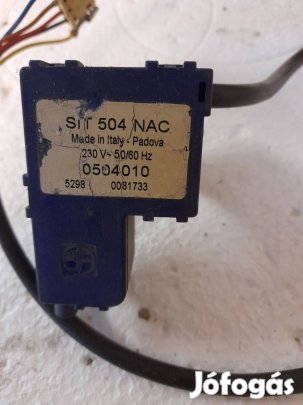 SIT 504 NAC
Made in Italy - Padova
230 V~ 50/60 Hz
0504010
5298 0081733
Jófogás